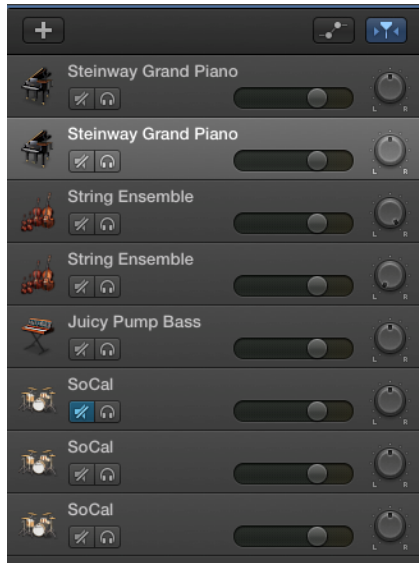 Steinway Grand Piano
L R
Steinway Grand Piano
L R
String Ensemble
L R
String Ensemble
L R
Juicy Pump Bass
L R
SoCal
L R
SoCal
L R
SoCal
L R